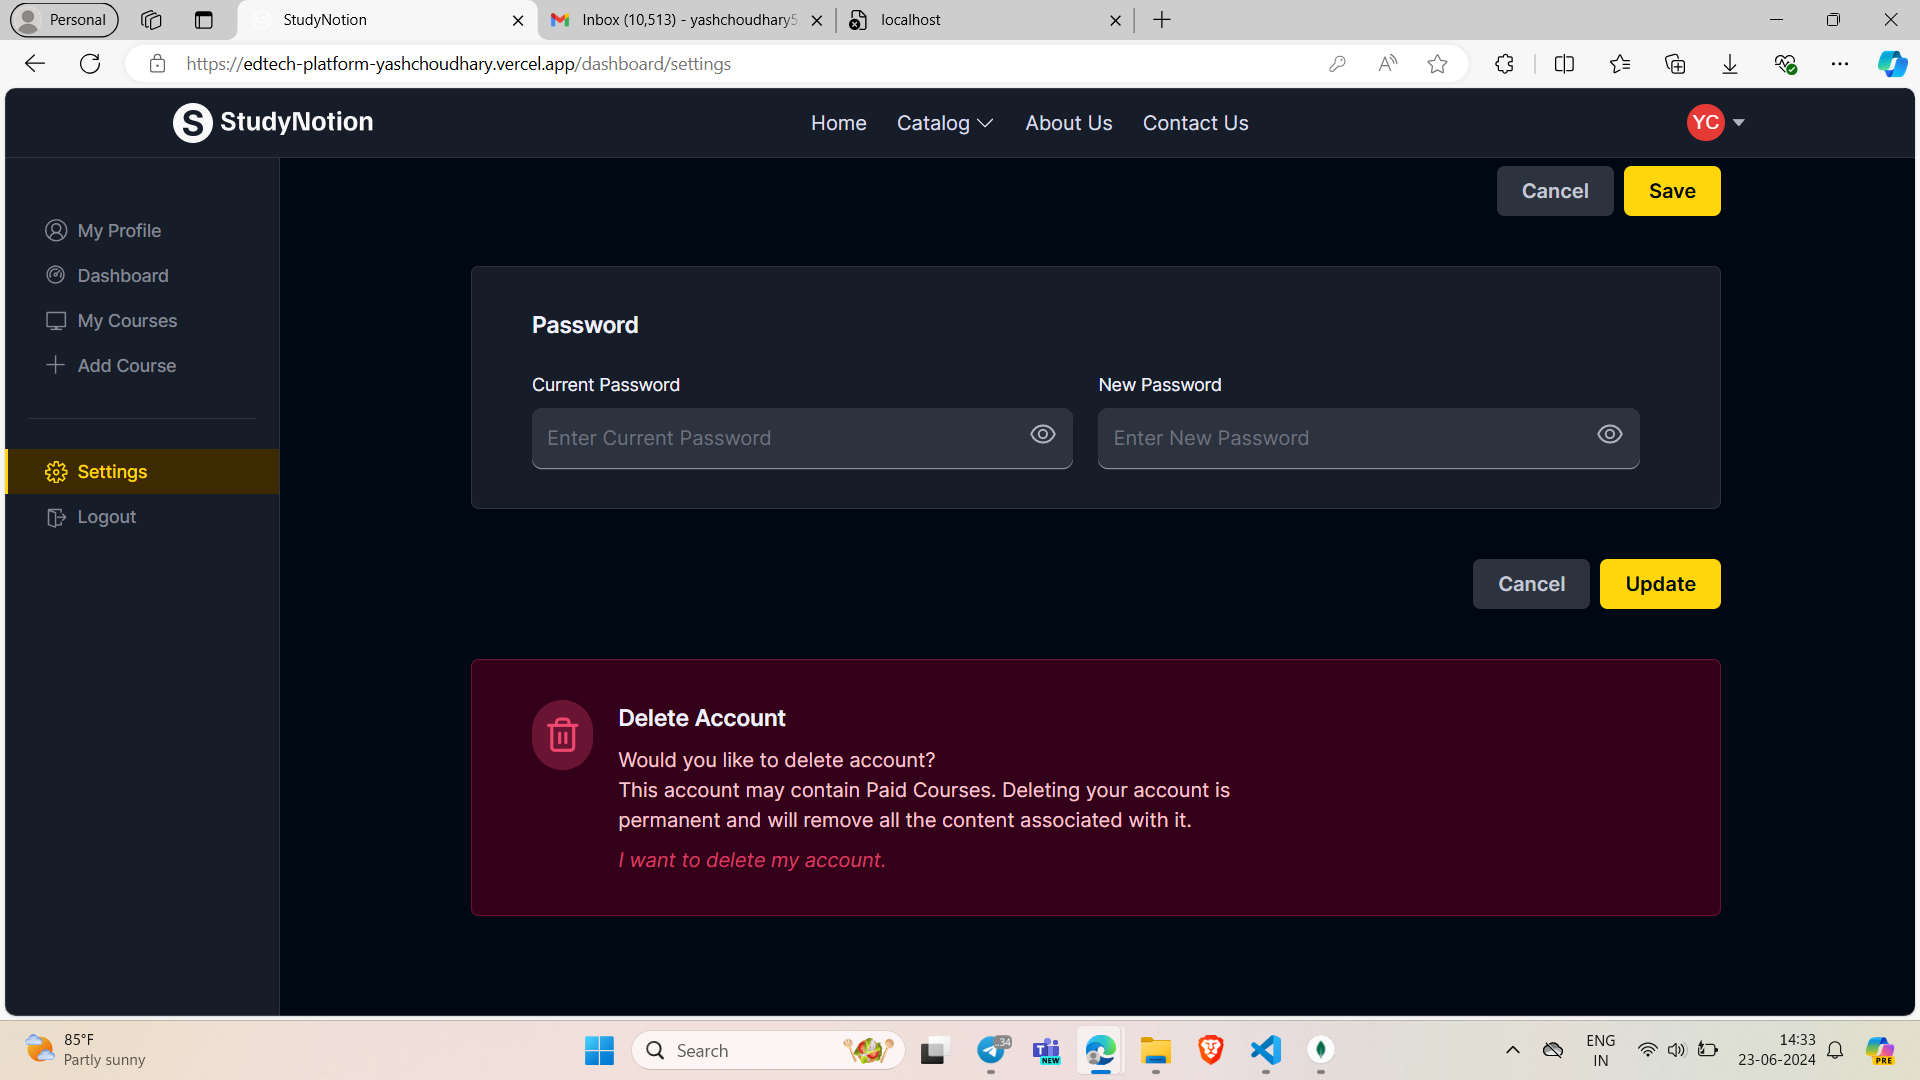 Personal
StudyNotion
Inbox (10,513) - yashchoudhary5
localhost
https://edtech-platform-yashchoudhary.vercel.app/dashboard/settings
S StudyNotion
Home
Catalog
About Us
Contact Us
YC
My Profile
Dashboard
My Courses
Add Course
Settings
Logout
Cancel
Save
Password
Current Password
New Password
Enter Current Password
Enter New Password
Cancel
Update
Delete Account
Would you like to delete account?
This account may contain Paid Courses. Deleting your account is
permanent and will remove all the content associated with it.
I want to delete my account.
85°F
Partly sunny
Search
..34
NEW
ENG
IN
14:33
23-06-2024
PRE